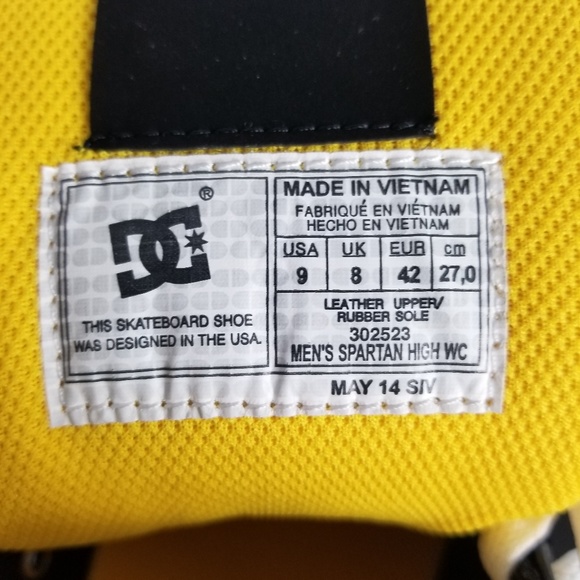 DC
®
THIS SKATEBOARD SHOE
WAS DESIGNED IN THE USA.
MADE IN VIETNAM
FABRIQUÉ EN VIÉTNAM
HECHO EN VIETNAM
USA UK EUR cm
9 8 42 27,0
LEATHER UPPER/
RUBBER SOLE
302523
MEN'S SPARTAN HIGH WC
MAY 14 SIV